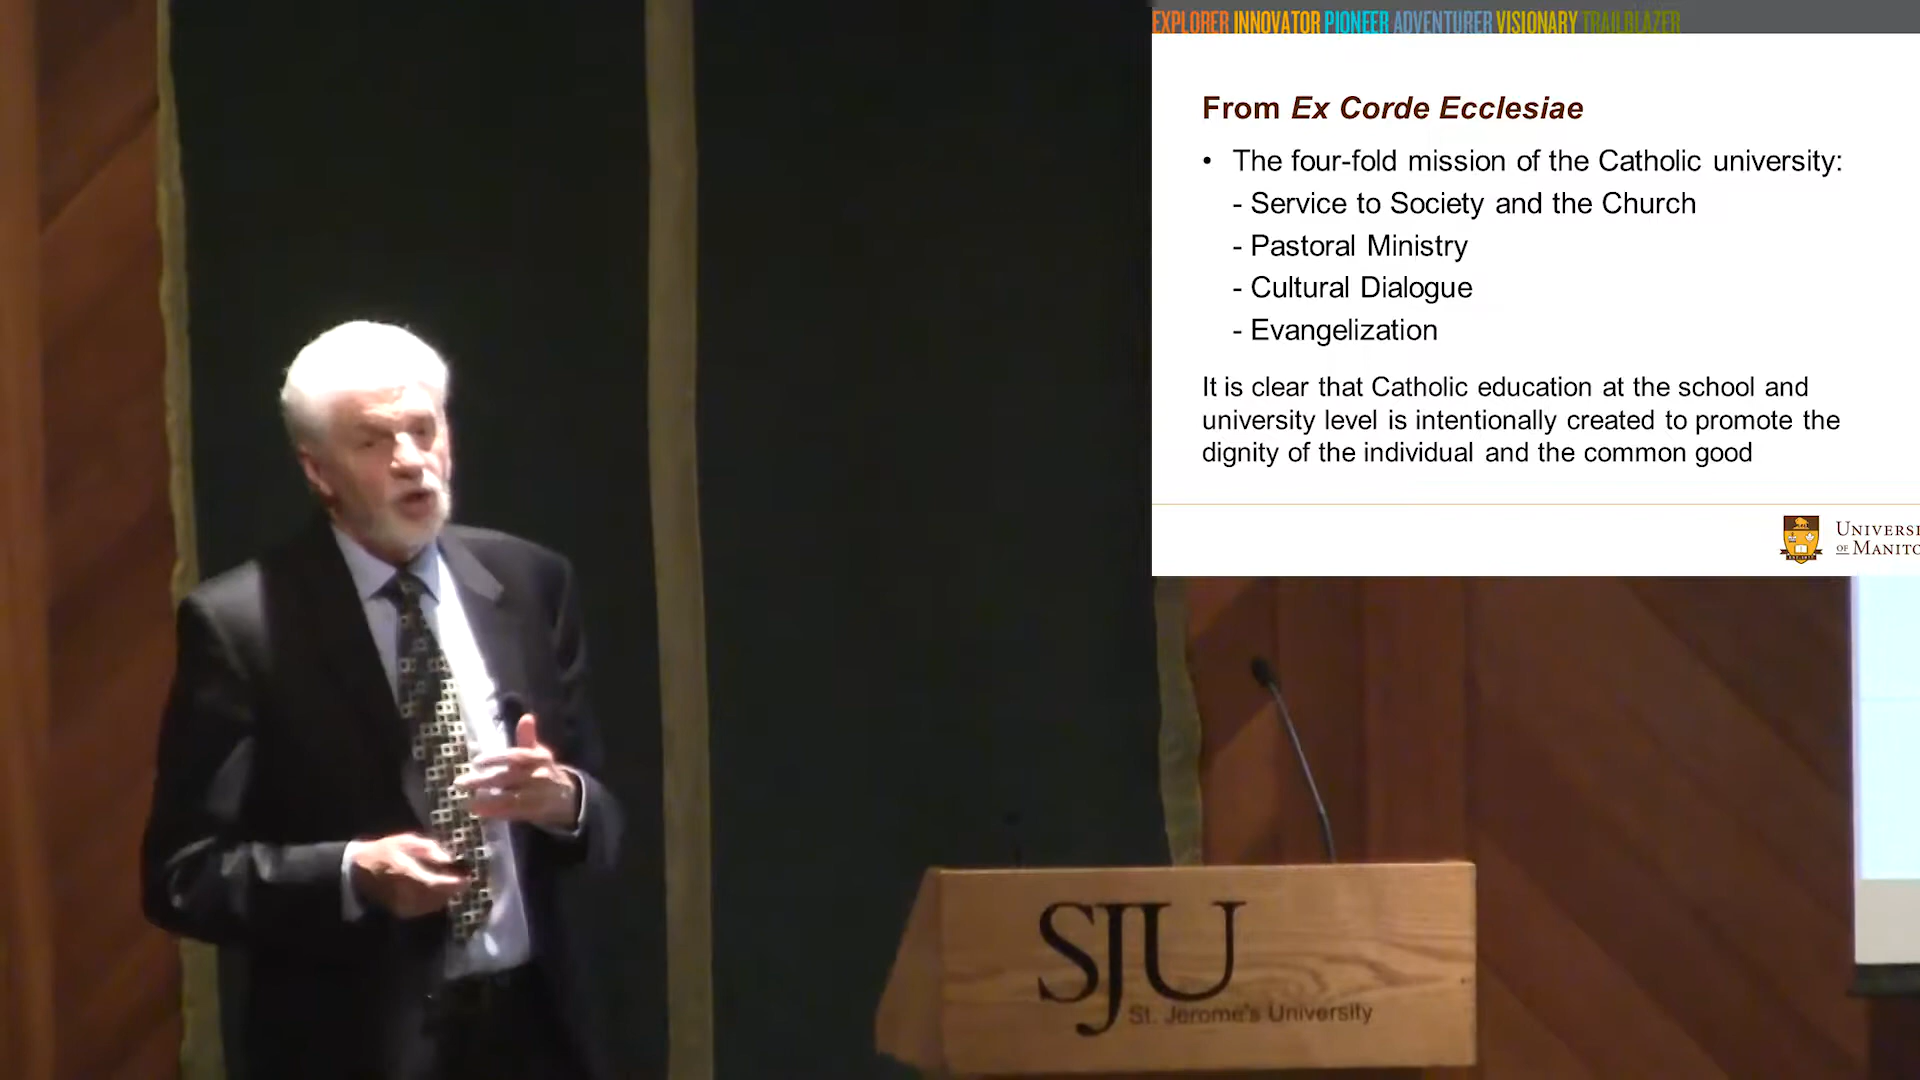 EXPLORER INNOVATOR PIONEER ADVENTURER VISIONARY TRAILBLAZER
From Ex Corde Ecclesiae
• The four-fold mission of the Catholic university:
- Service to Society and the Church
- Pastoral Ministry
- Cultural Dialogue
- Evangelization
It is clear that Catholic education at the school and
university level is intentionally created to promote the
dignity of the individual and the common good
UNIVERSI
OF MANITO
SJU
St. Jerome's University